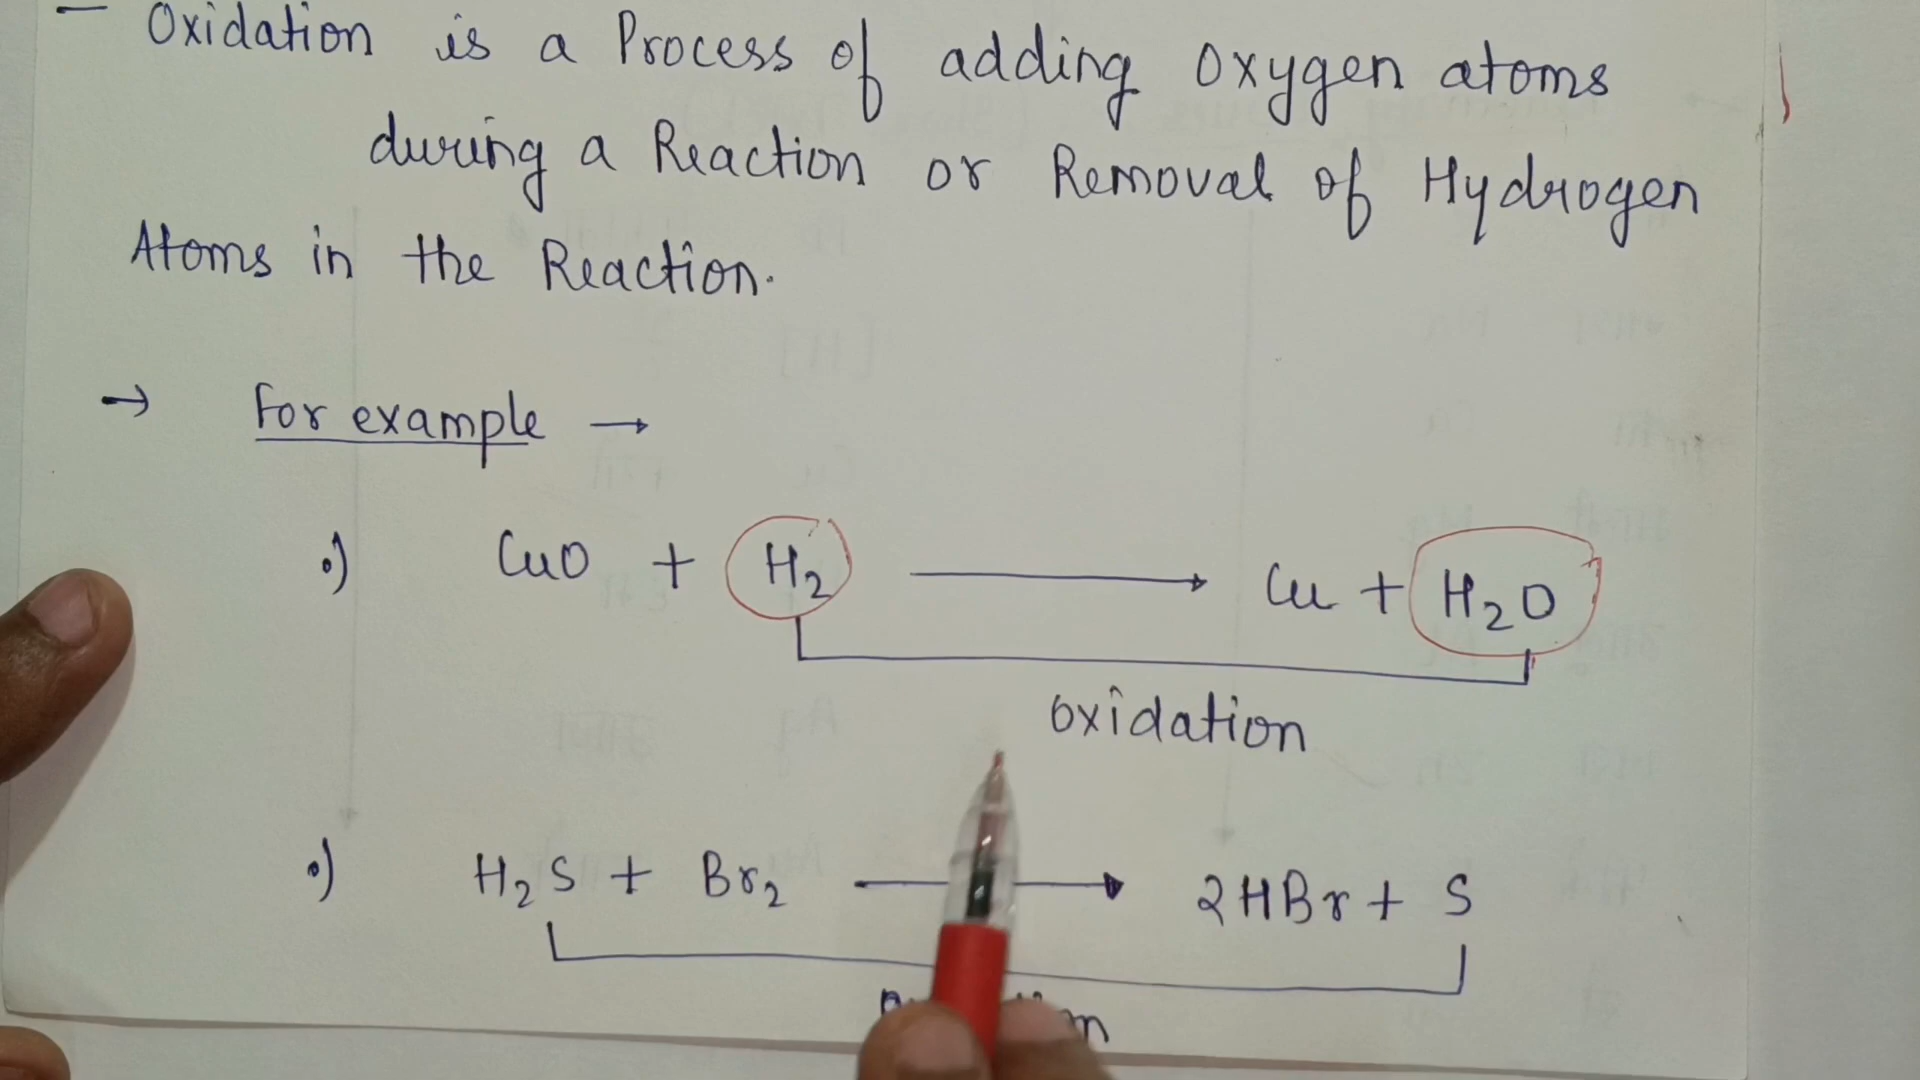 - Oxidation is a Process of adding Oxygen atoms
during a Reaction or Removal of Hydrogen
Atoms in the Reaction.
→ For example →
•) CuO + H₂ → Cu + H₂O
oxidation
•) H₂S + Br₂ → 2HBr + S